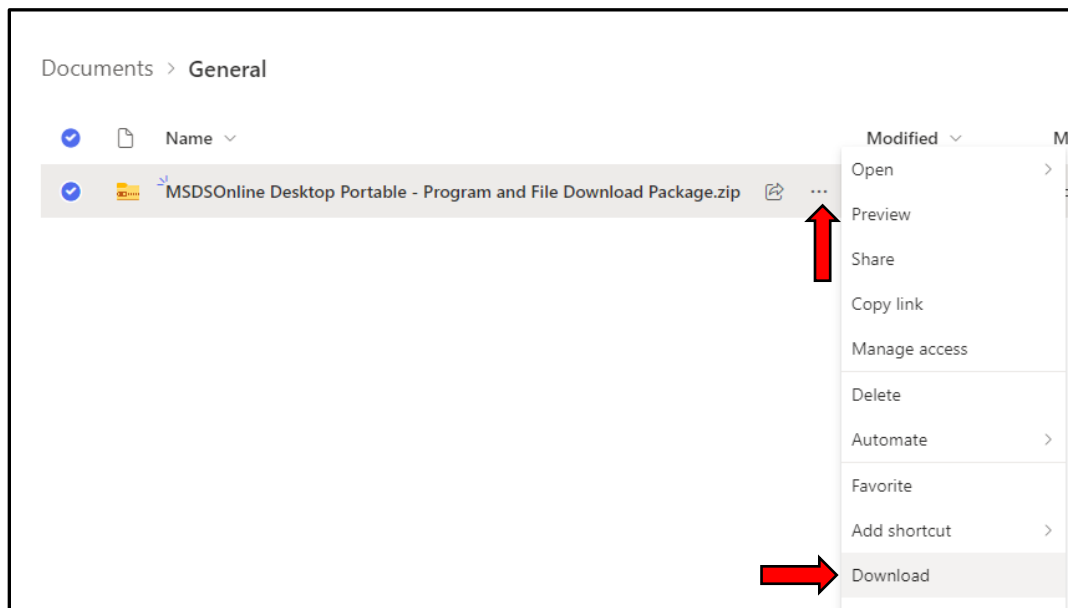 Documents > General
Name Modified M
MSDSOnline Desktop Portable - Program and File Download Package.zip
Open
Preview
Share
Copy link
Manage access
Delete
Automate
Favorite
Add shortcut
Download